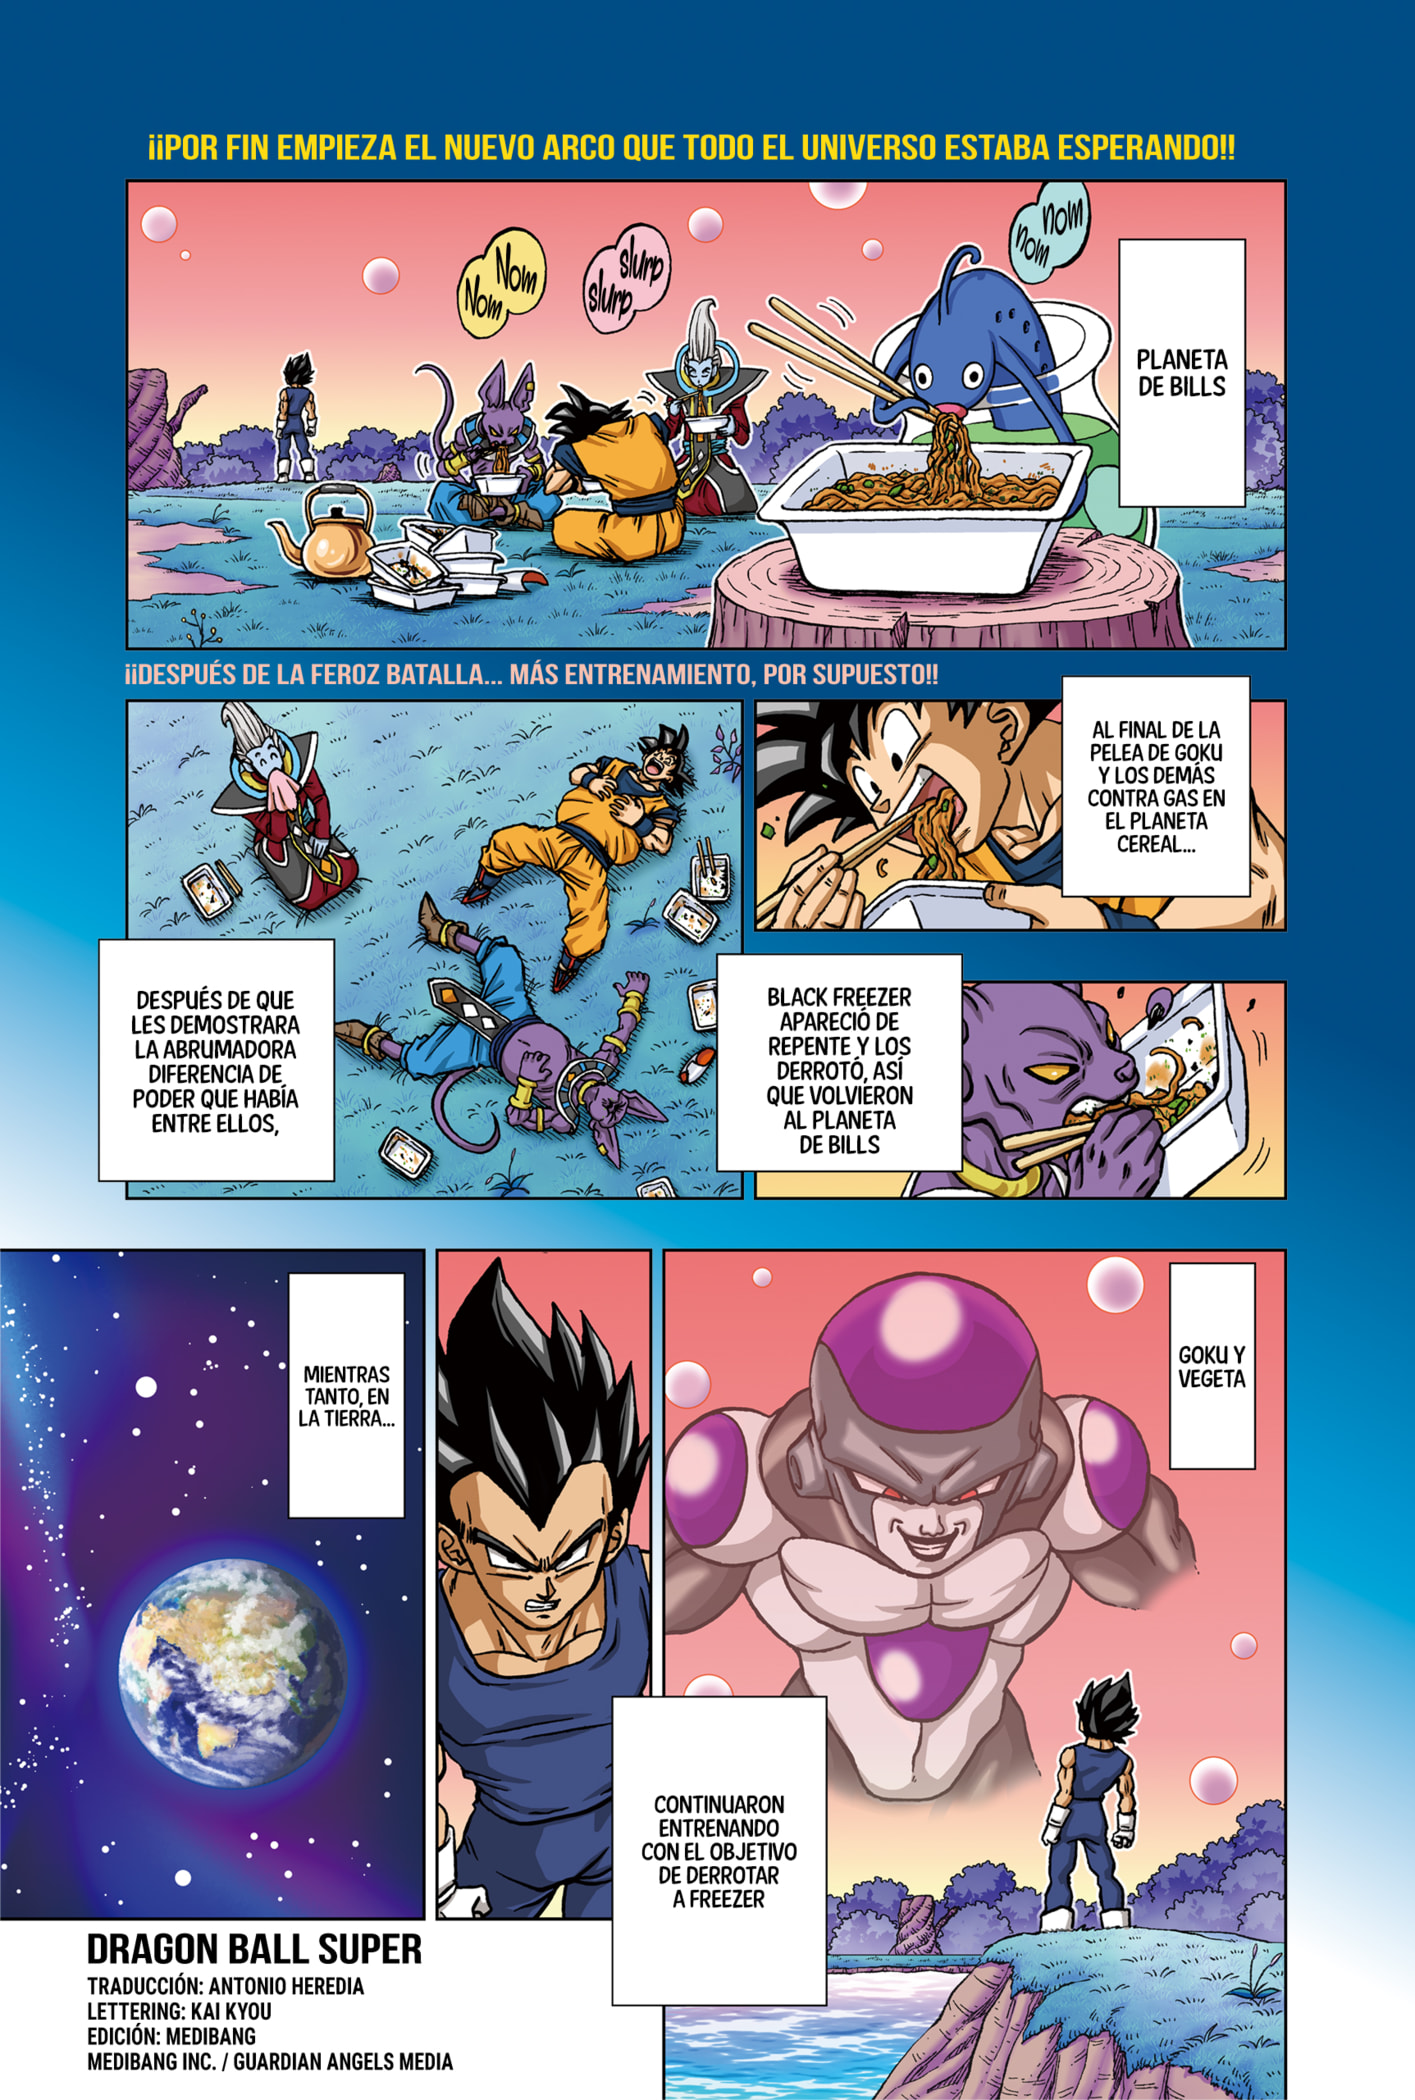 ¡¡POR FIN EMPIEZA EL NUEVO ARCO QUE TODO EL UNIVERSO ESTABA ESPERANDO!!
nom
nom
PLANETA
DE BILLS
slurp
slurp
Nom
Nom
¡¡DESPUÉS DE LA FEROZ BATALLA... MÁS ENTRENAMIENTO, POR SUPUESTO!!
AL FINAL DE LA
PELEA DE GOKU
Y LOS DEMÁS
CONTRA GAS EN
EL PLANETA
CEREAL...
BLACK FREEZER
APARECIÓ DE
REPENTE Y LOS
DERROTÓ, ASÍ
QUE VOLVIERON
AL PLANETA
DE BILLS
DESPUÉS DE QUE
LES DEMOSTRARA
LA ABRUMADORA
DIFERENCIA DE
PODER QUE HABÍA
ENTRE ELLOS,
GOKU Y
VEGETA
CONTINUARON
ENTRENANDO
CON EL OBJETIVO
DE DERROTAR
A FREEZER
MIENTRAS
TANTO, EN
LA TIERRA...
DRAGON BALL SUPER
TRADUCCIÓN: ANTONIO HEREDIA
LETTERING: KAI KYOU
EDICIÓN: MEDIBANG
MEDIBANG INC. / GUARDIAN ANGELS MEDIA